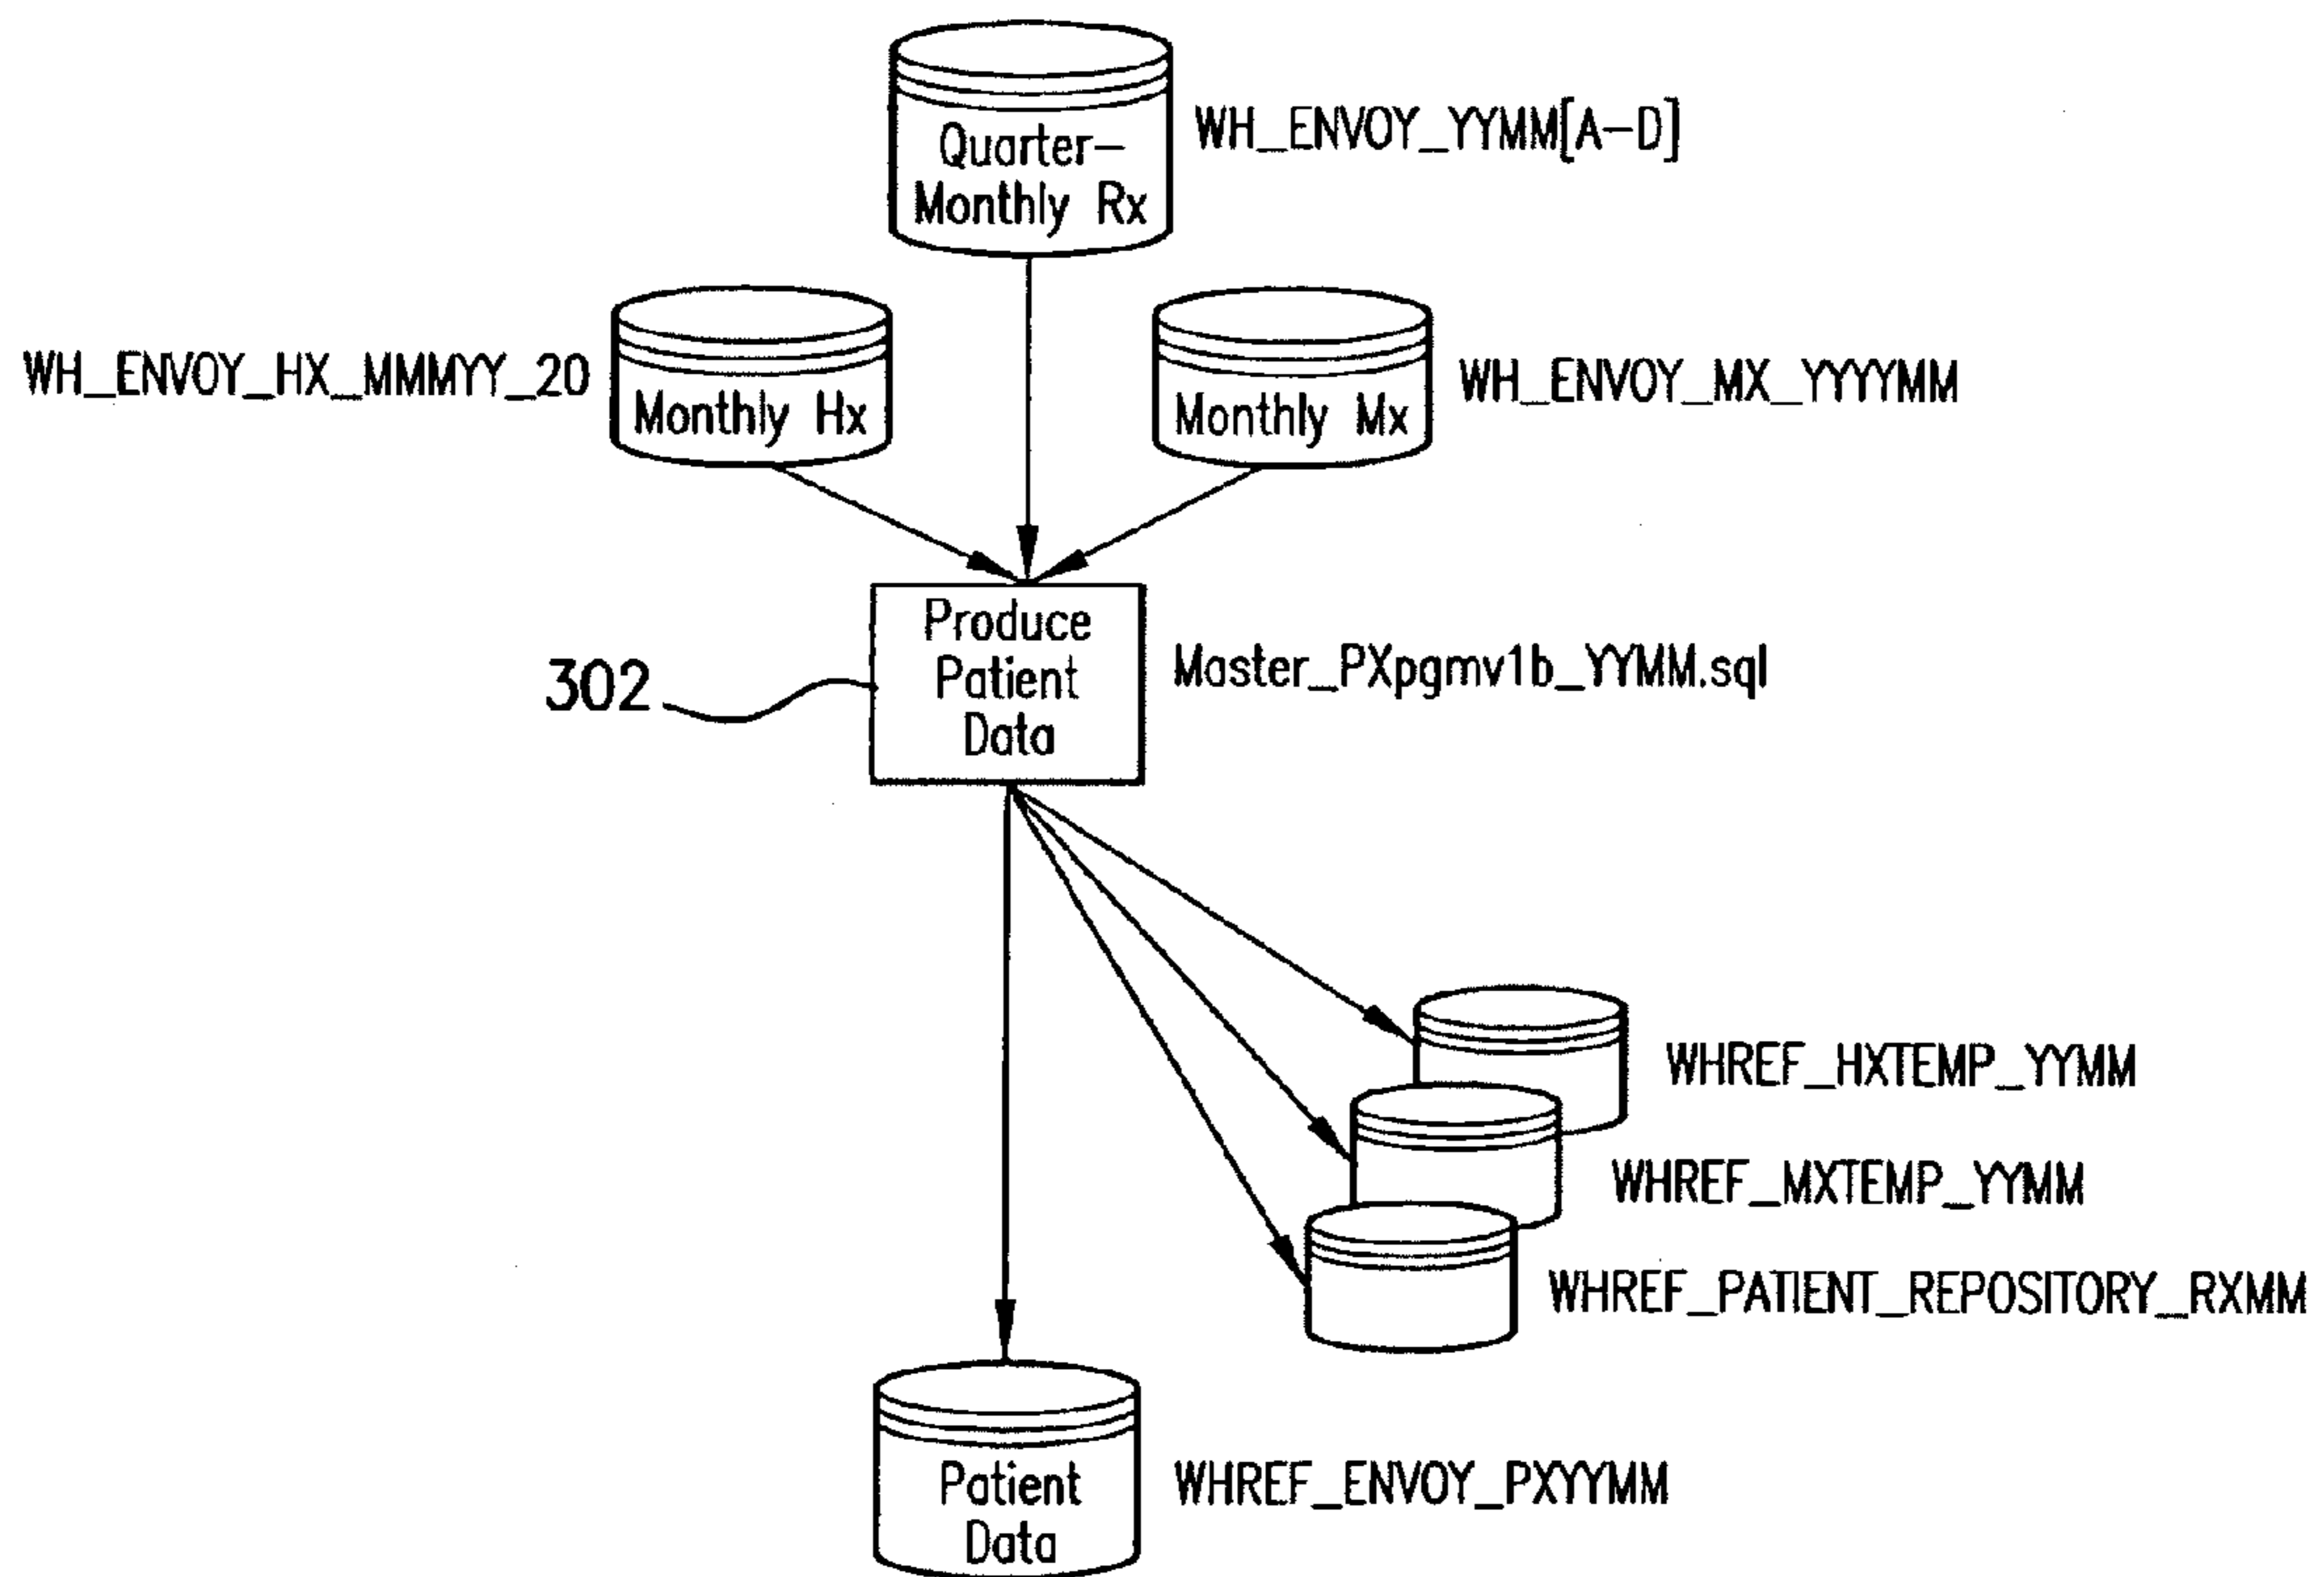 Quarter-
Monthly Rx
WH_ENVOY_YYMM[A-D]
WH_ENVOY_HX_MMMYY_20
Monthly Hx
Monthly Mx
WH_ENVOY_MX_YYYYMM
Produce
Patient
Data
302
Master_PXpgmv1b_YYMM.sql
WHREF_HXTEMP_YYMM
WHREF_MXTEMP_YYMM
WHREF_PATIENT_REPOSITORY_RXMM
Patient
Data
WHREF_ENVOY_PXYYMM